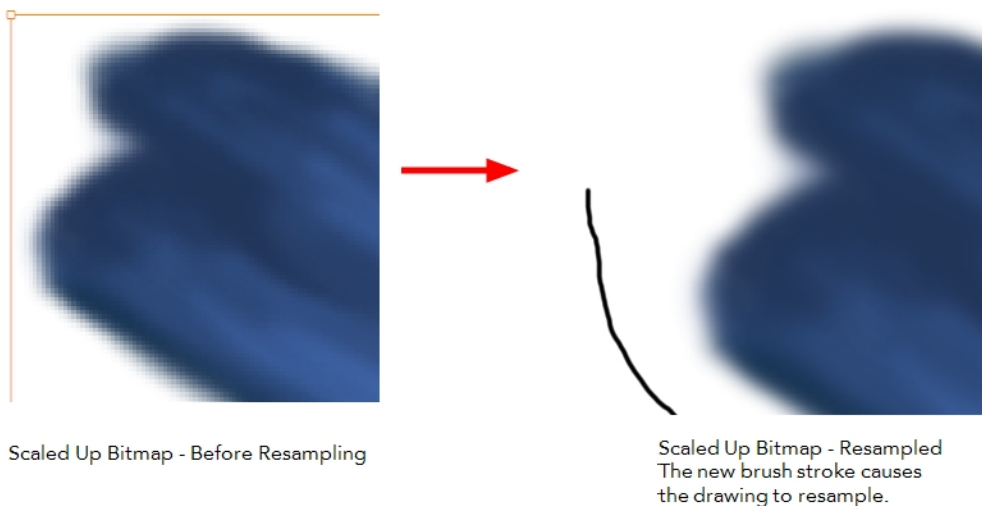 Scaled Up Bitmap - Before Resampling
Scaled Up Bitmap - Resampled
The new brush stroke causes
the drawing to resample.